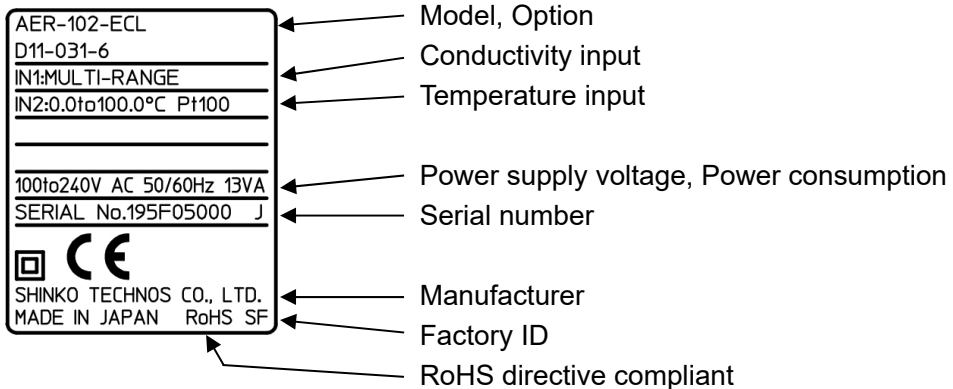 AER-102-ECL
D11-031-6
IN1:MULTI-RANGE
IN2:0.0to100.0°C Pt100
100to240V AC 50/60Hz 13VA
SERIAL No.195F05000 J
CE
SHINKO TECHNOS CO., LTD.
MADE IN JAPAN RoHS SF
Model, Option
Conductivity input
Temperature input
Power supply voltage, Power consumption
Serial number
Manufacturer
Factory ID
RoHS directive compliant